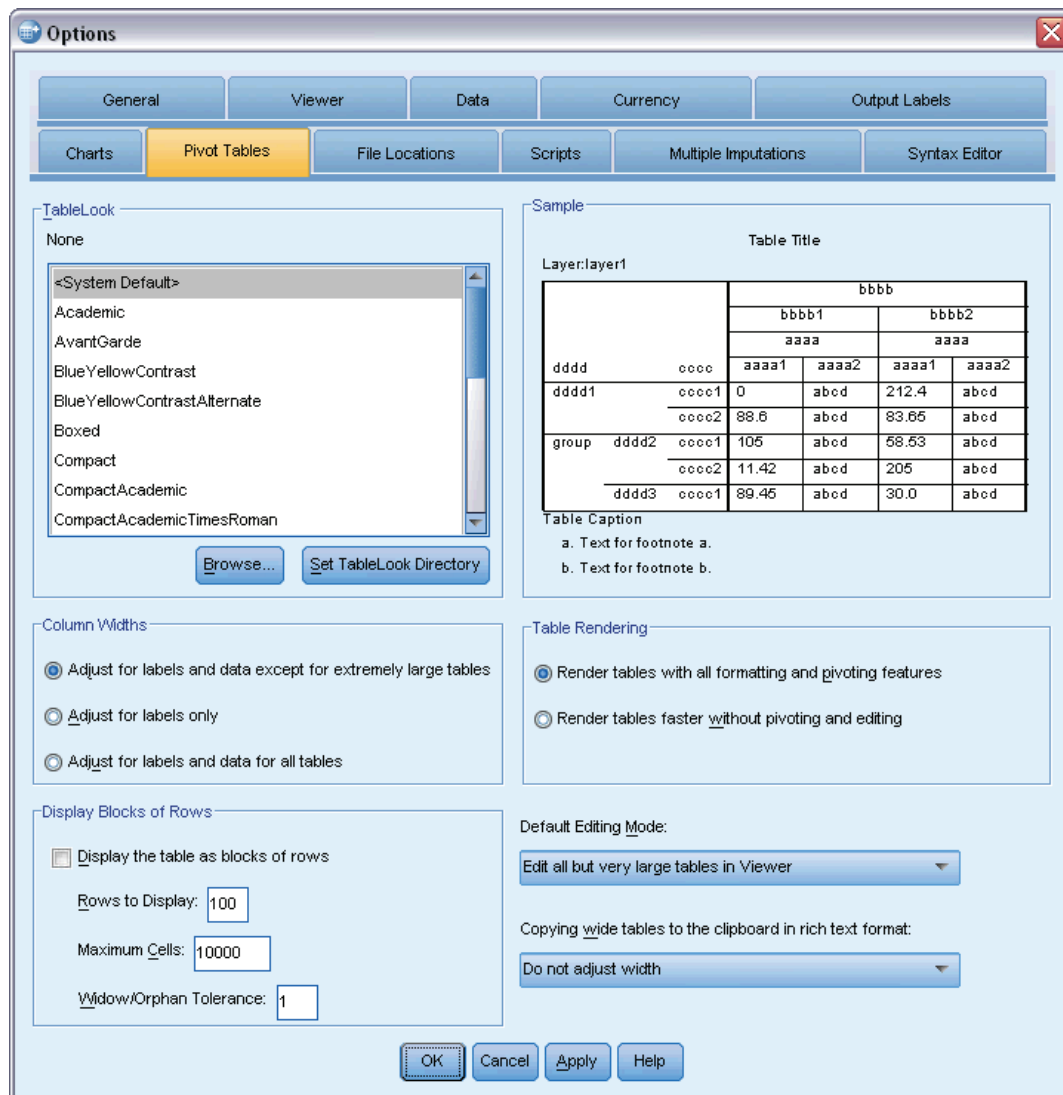 Options
General Viewer Data Currency Output Labels
Charts Pivot Tables File Locations Scripts Multiple Imputations Syntax Editor
TableLook
None
<System Default>
Academic
AvantGarde
BlueYellowContrast
BlueYellowContrastAlternate
Boxed
Compact
CompactAcademic
CompactAcademicTimesRoman
Browse... Set TableLook Directory
Sample
Table Title
Layer:layer1
bbbb
bbbb1 bbbb2
aaaa aaaa
dddd cccc aaaa1 aaaa2 aaaa1 aaaa2
dddd1 cccc1 0 abcd 212.4 abcd
cccc2 88.6 abcd 83.65 abcd
group dddd2 cccc1 105 abcd 58.53 abcd
cccc2 11.42 abcd 205 abcd
dddd3 cccc1 89.45 abcd 30.0 abcd
Table Caption
a. Text for footnote a.
b. Text for footnote b.
Column Widths
Adjust for labels and data except for extremely large tables
Adjust for labels only
Adjust for labels and data for all tables
Table Rendering
Render tables with all formatting and pivoting features
Render tables faster without pivoting and editing
Display Blocks of Rows
Display the table as blocks of rows
Rows to Display: 100
Maximum Cells: 10000
Widow/Orphan Tolerance: 1
Default Editing Mode:
Edit all but very large tables in Viewer
Copying wide tables to the clipboard in rich text format:
Do not adjust width
OK Cancel Apply Help